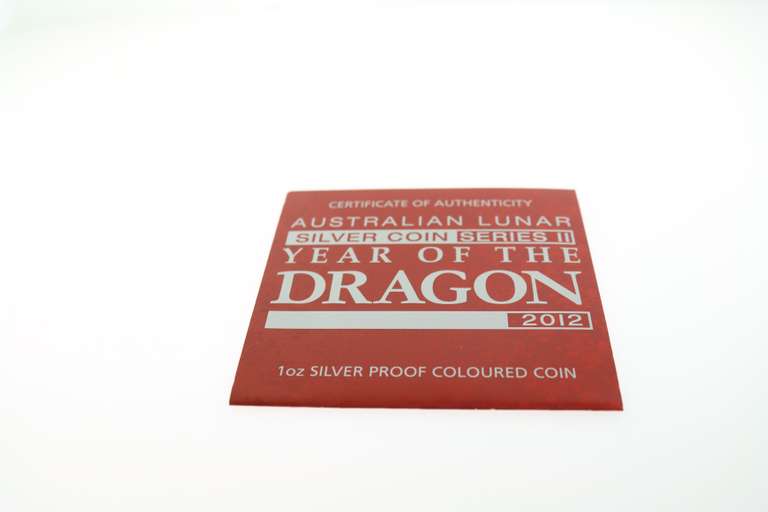 CERTIFICATE OF AUTHENTICITY
AUSTRALIAN LUNAR
SILVER COIN SERIES II
YEAR OF THE
DRAGON
2012
1oz SILVER PROOF COLOURED COIN